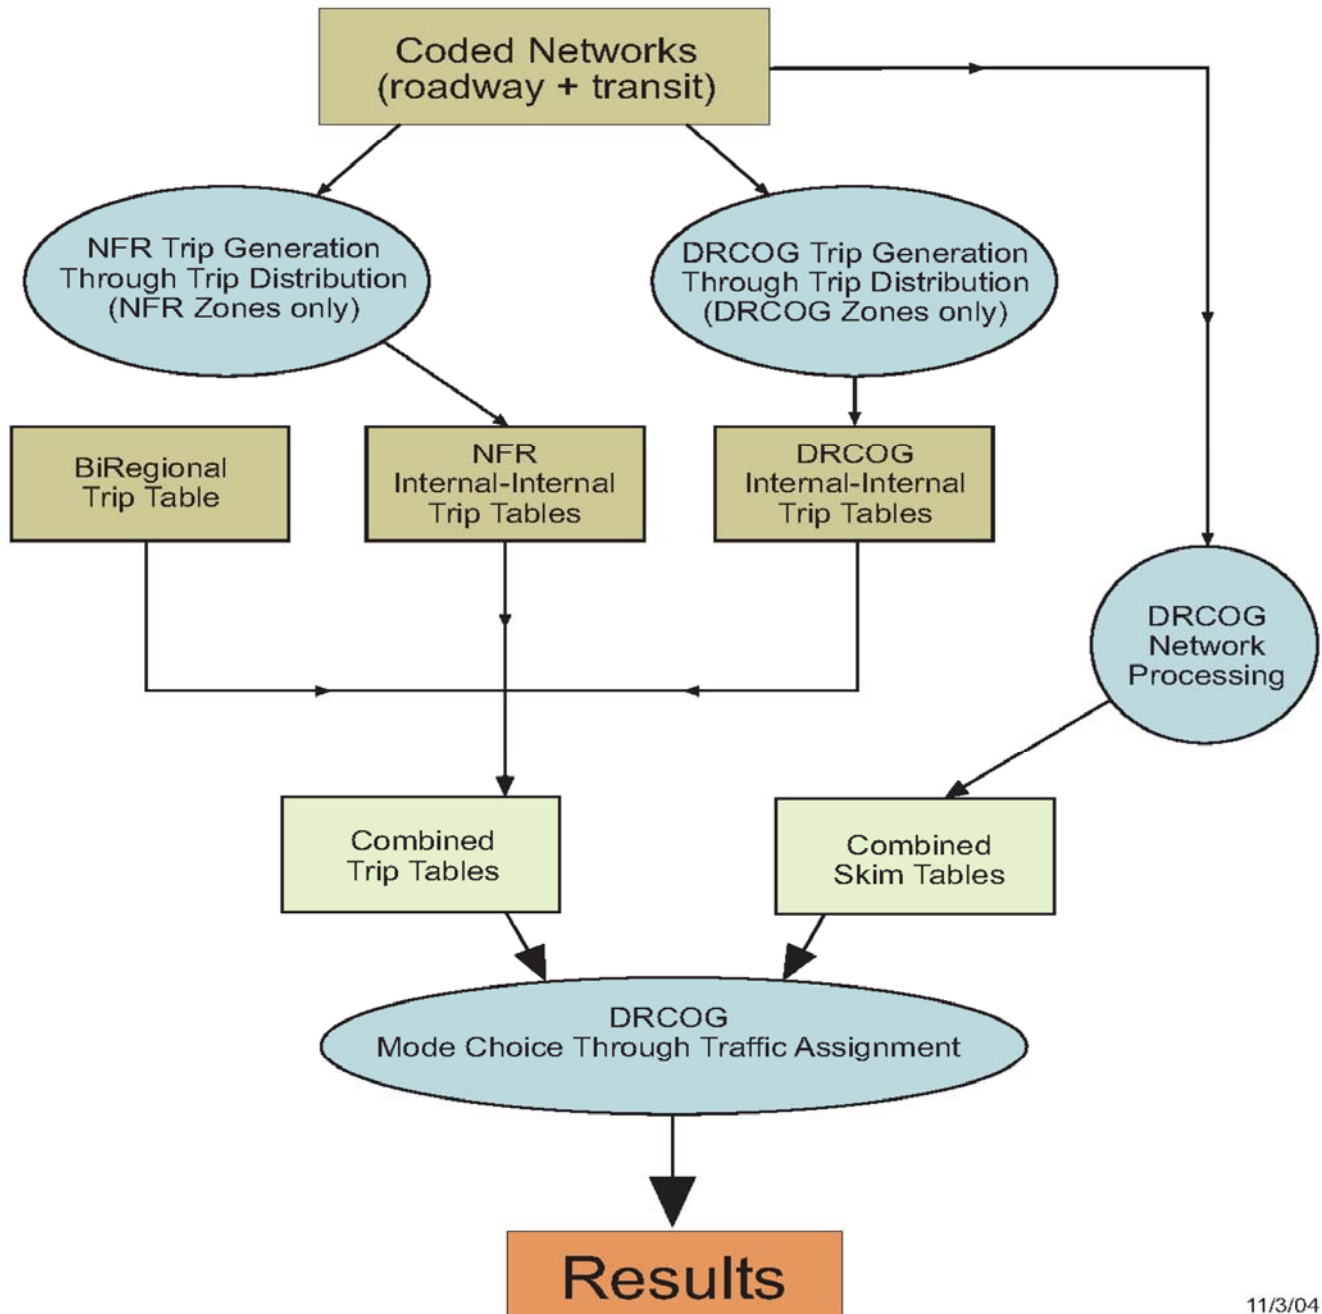 Coded Networks
(roadway + transit)
NFR Trip Generation
Through Trip Distribution
(NFR Zones only)
DRCOG Trip Generation
Through Trip Distribution
(DRCOG Zones only)
BiRegional
Trip Table
NFR
Internal-Internal
Trip Tables
DRCOG
Internal-Internal
Trip Tables
DRCOG
Network
Processing
Combined
Trip Tables
Combined
Skim Tables
DRCOG
Mode Choice Through Traffic Assignment
Results
11/3/04